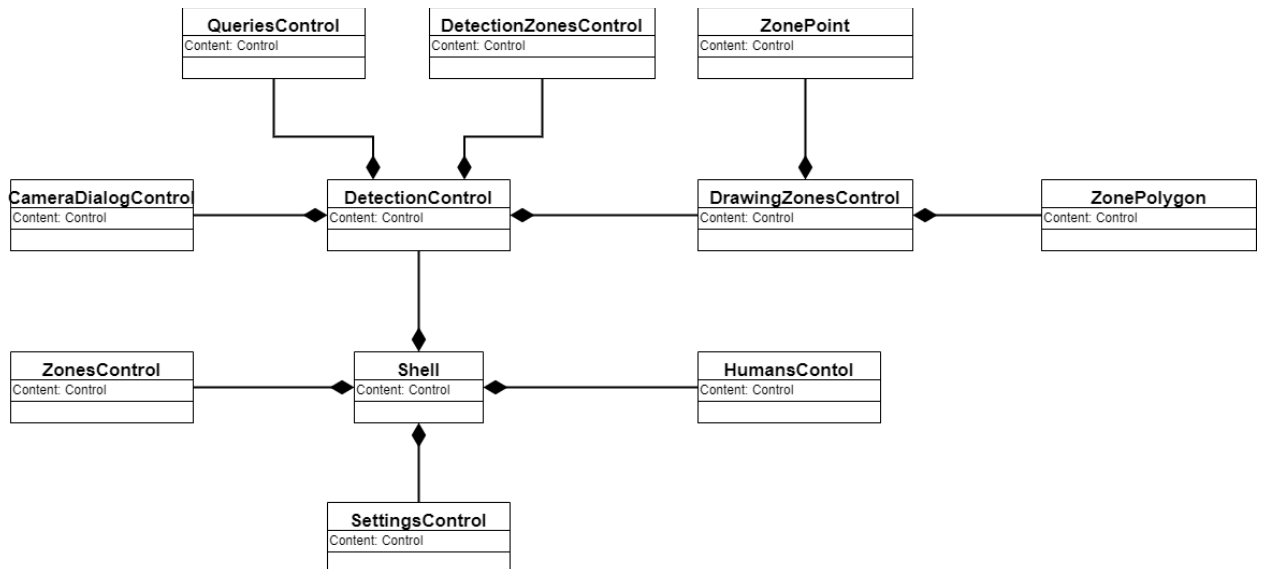 QueriesControl
Content: Control
DetectionZonesControl
Content: Control
ZonePoint
Content: Control
CameraDialogControl
Content: Control
DetectionControl
Content: Control
DrawingZonesControl
Content: Control
ZonePolygon
Content: Control
ZonesControl
Content: Control
Shell
Content: Control
HumansContol
Content: Control
SettingsControl
Content: Control